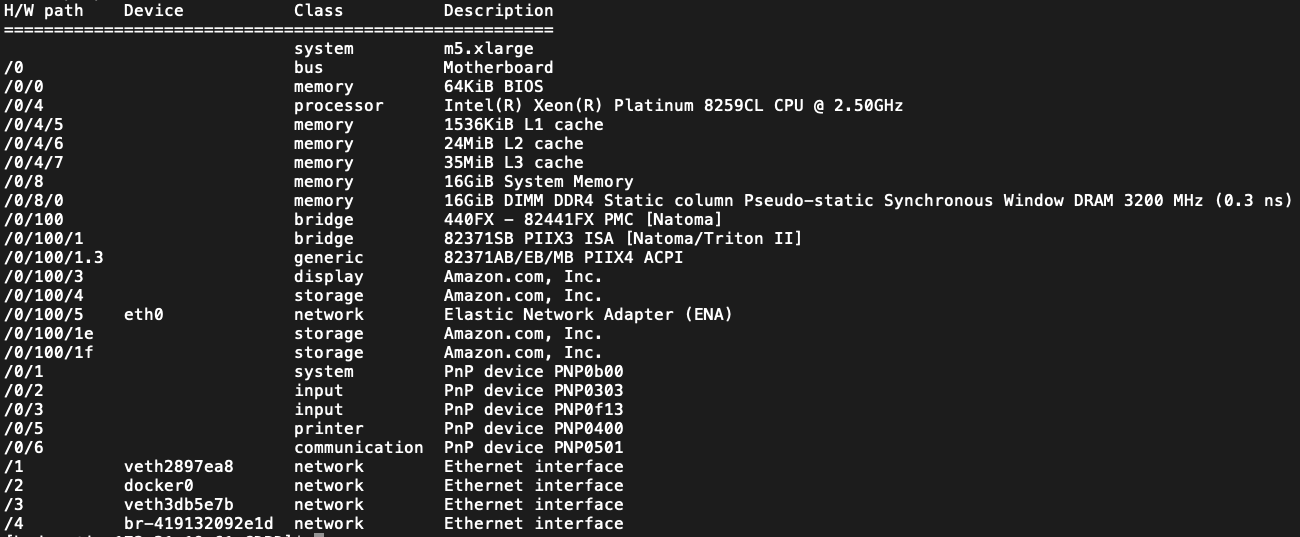 H/W path    Device           Class          Description
=======================================================
                             system         m5.xlarge
/0                           bus            Motherboard
/0/0                         memory         64KiB BIOS
/0/4                         processor      Intel(R) Xeon(R) Platinum 8259CL CPU @ 2.50GHz
/0/4/5                       memory         1536KiB L1 cache
/0/4/6                       memory         24MiB L2 cache
/0/4/7                       memory         35MiB L3 cache
/0/8                         memory         16GiB System Memory
/0/8/0                       memory         16GiB DIMM DDR4 Static column Pseudo-static Synchronous Window DRAM 3200 MHz (0.3 ns)
/0/100                       bridge         440FX - 82441FX PMC [Natoma]
/0/100/1                     bridge         82371SB PIIX3 ISA [Natoma/Triton II]
/0/100/1.3                   generic        82371AB/EB/MB PIIX4 ACPI
/0/100/3                     display        Amazon.com, Inc.
/0/100/4                     storage        Amazon.com, Inc.
/0/100/5    eth0             network        Elastic Network Adapter (ENA)
/0/100/1e                    storage        Amazon.com, Inc.
/0/100/1f                    storage        Amazon.com, Inc.
/0/1                         system         PnP device PNP0b00
/0/2                         input          PnP device PNP0303
/0/3                         input          PnP device PNP0f13
/0/5                         printer        PnP device PNP0400
/0/6                         communication  PnP device PNP0501
/1          veth2897ea8      network        Ethernet interface
/2          docker0          network        Ethernet interface
/3          veth3db5e7b      network        Ethernet interface
/4          br-419132092e1d  network        Ethernet interface